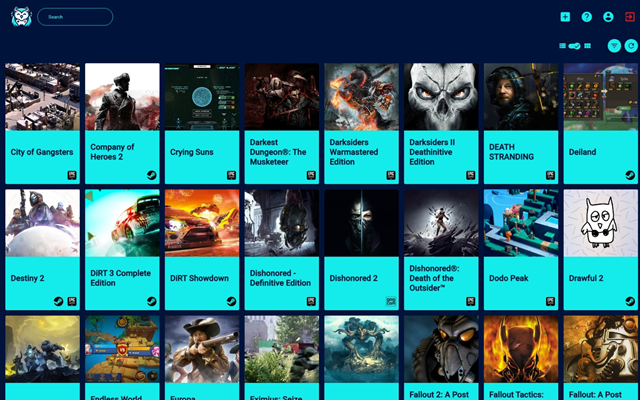 Search
City of Gangsters
Company of
Heroes 2
Crying Suns
Darkest
Dungeon®: The
Musketeer
Darksiders
Warmastered
Edition
Darksiders II
Deathinitive
Edition
DEATH
STRANDING
Deiland
Destiny 2
DiRT 3 Complete
Edition
DiRT Showdown
Dishonored -
Definitive Edition
Dishonored 2
Dishonored®:
Death of the
Outsider™
Dodo Peak
Drawful 2
Endless World
Europa
Eximius: Seize
Fallout 2: A Post
Fallout Tactics:
Fallout: A Post